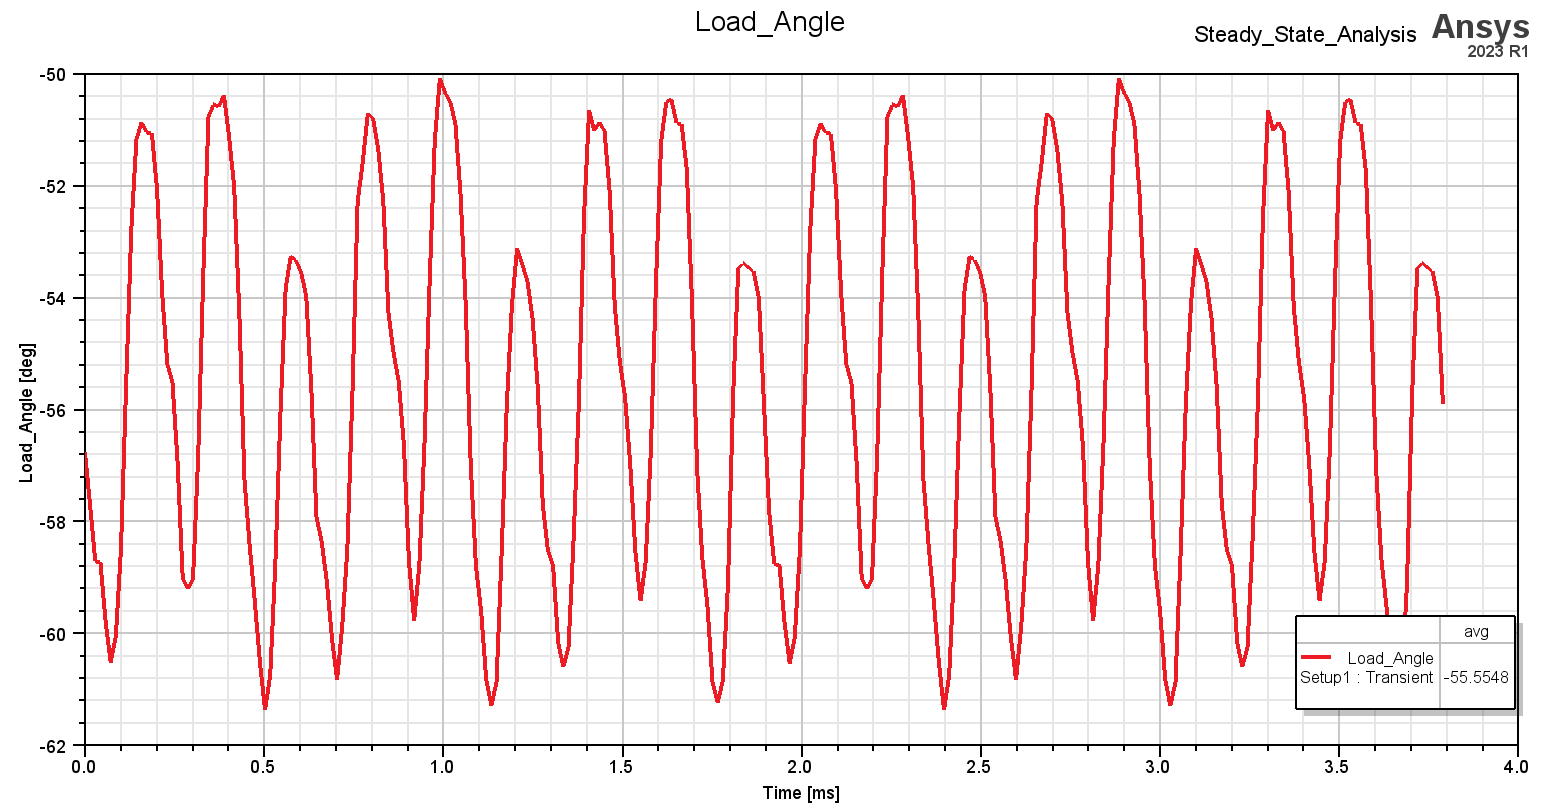 Load_Angle
Steady_State_Analysis
Ansys
2023 R1
-50
-52
-54
-56
-58
-60
-62
Load_Angle [deg]
avg
Load_Angle
Setup1 : Transient -55.5548
0.0 0.5 1.0 1.5 2.0 2.5 3.0 3.5 4.0
Time [ms]